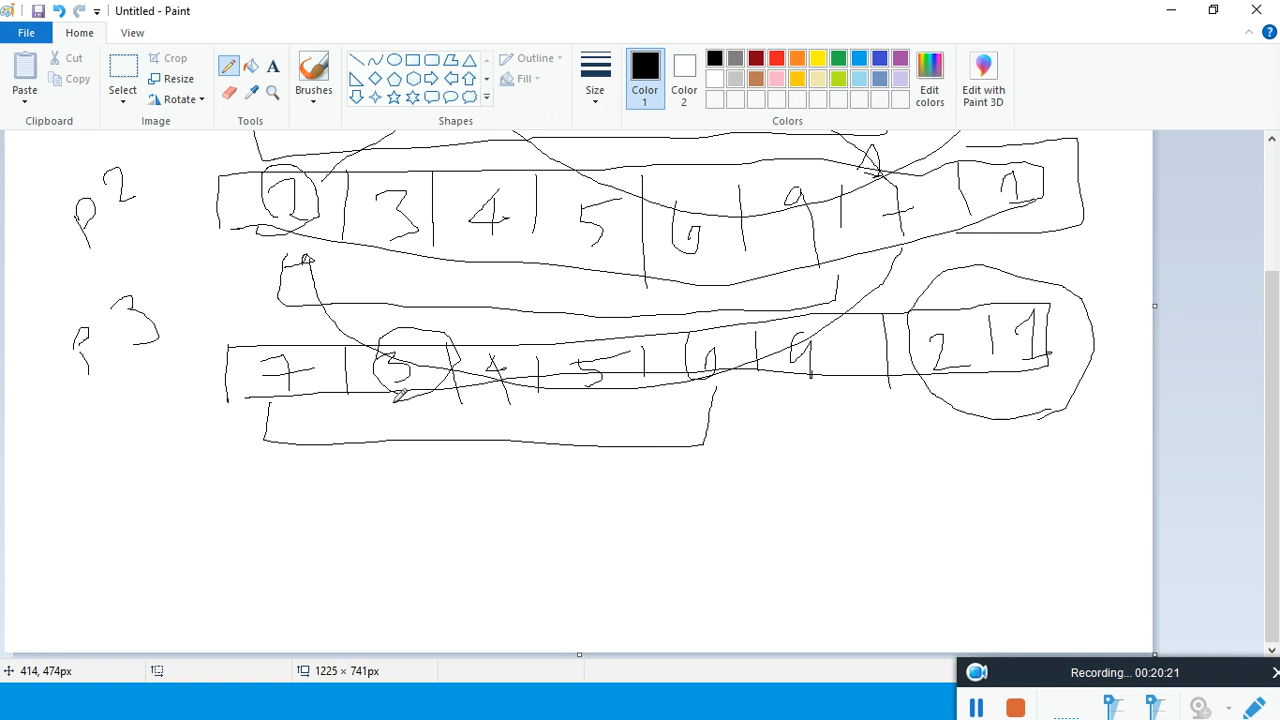 Untitled - Paint
File Home View
Paste Cut Copy Select Crop Resize Rotate Brushes Outline Fill Size Color 1 Color 2 Edit colors Edit with Paint 3D
Clipboard Image Tools Shapes Colors
p2
2 3 4 5 6 9 7 1
p3
7 3 4 5 6 9 2 1
414, 474px 1225 × 741px
Recording... 00:20:21